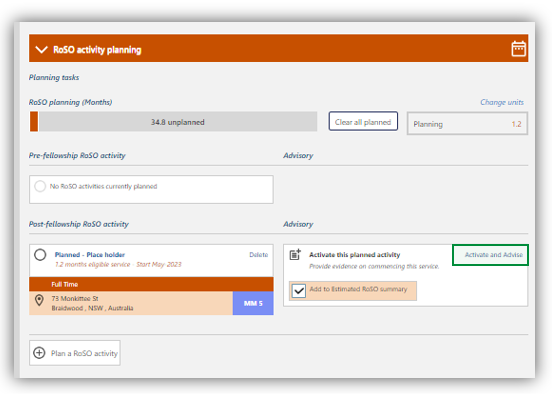 RoSO activity planning
Planning tasks
RoSO planning (Months)
Change units
34.8 unplanned
Clear all planned
Planning 1.2
Pre-fellowship RoSO activity
Advisory
No RoSO activities currently planned
Post-fellowship RoSO activity
Advisory
Planned - Place holder
Delete
1.2 months eligible service - Start May-2023
Full Time
73 Monkittee St
Braidwood , NSW , Australia
MM 5
Activate this planned activity
Activate and Advise
Provide evidence on commencing this service.
Add to Estimated RoSO summary
Plan a RoSO activity